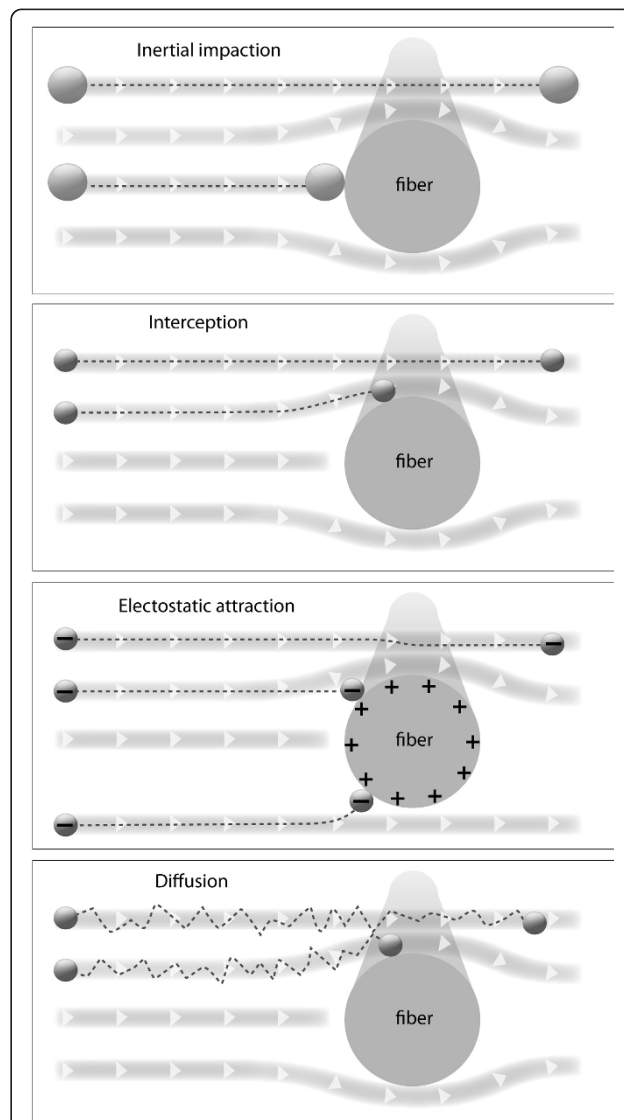 Inertial impaction
fiber
Interception
fiber
Electostatic attraction
fiber
Diffusion
fiber